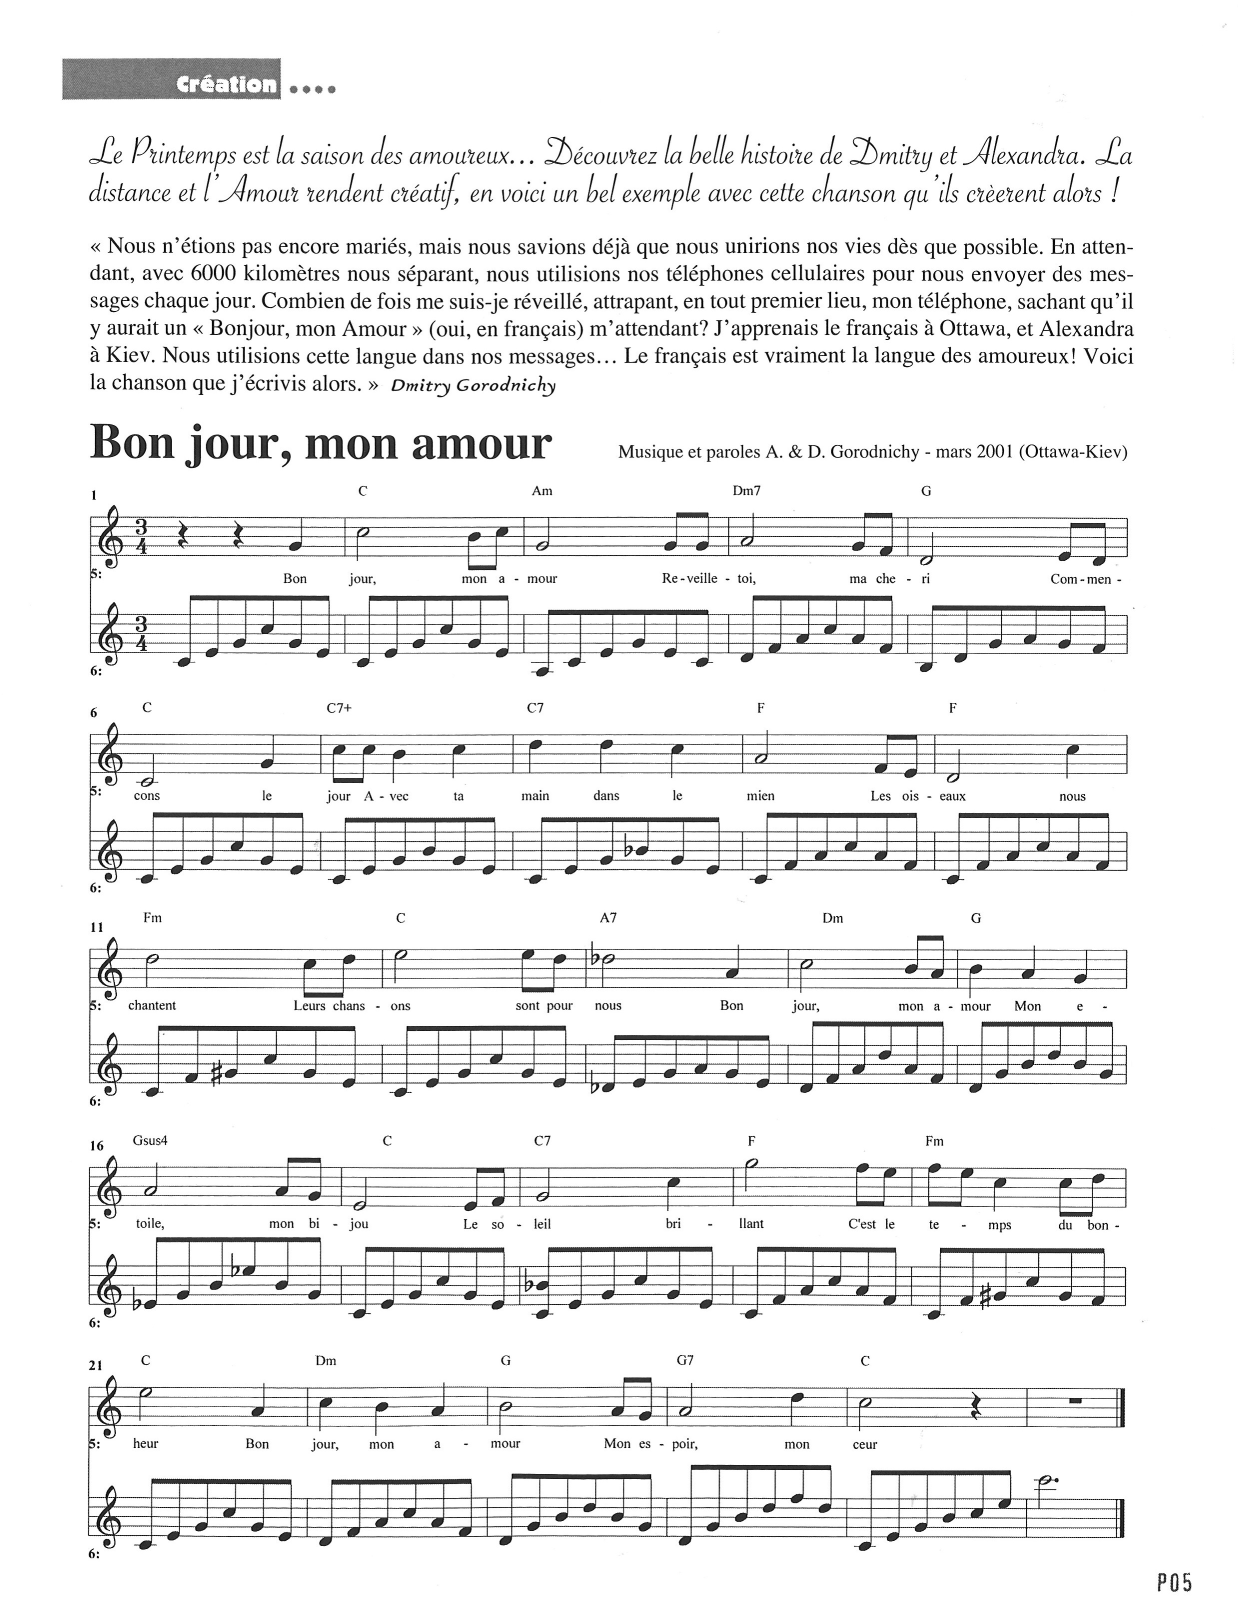 Création ....
Le Printemps est la saison des amoureux... Découvrez la belle histoire de Dmitry et Alexandra. La
distance et l'Amour rendent créatif, en voici un bel exemple avec cette chanson qu'ils crèerent alors !
« Nous n'étions pas encore mariés, mais nous savions déjà que nous unirions nos vies dès que possible. En atten-
dant, avec 6000 kilomètres nous séparant, nous utilisions nos téléphones cellulaires pour nous envoyer des mes-
sages chaque jour. Combien de fois me suis-je réveillé, attrapant, en tout premier lieu, mon téléphone, sachant qu'il
y aurait un « Bonjour, mon Amour » (oui, en français) m'attendant? J'apprenais le français à Ottawa, et Alexandra
à Kiev. Nous utilisions cette langue dans nos messages... Le français est vraiment la langue des amoureux! Voici
la chanson que j'écrivis alors. » Dmitry Gorodnichy
Bon jour, mon amour
Musique et paroles A. & D. Gorodnichy - mars 2001 (Ottawa-Kiev)
1 C Am Dm7 G
3 4
5: Bon jour, mon a - mour Re - veille - toi, ma che - ri Com - men -
3 4
6:
6 C C7+ C7 F F
5: cons le jour A - vec ta main dans le mien Les ois - eaux nous
6:
11 Fm C A7 Dm G
5: chantent Leurs chans - ons sont pour nous Bon jour, mon a - mour Mon e -
6:
16 Gsus4 C C7 F Fm
5: toile, mon bi - jou Le so - leil bri - llant C'est le te - mps du bon -
6:
21 C Dm G G7 C
5: heur Bon jour, mon a - mour Mon es - poir, mon ceur
6:
P05